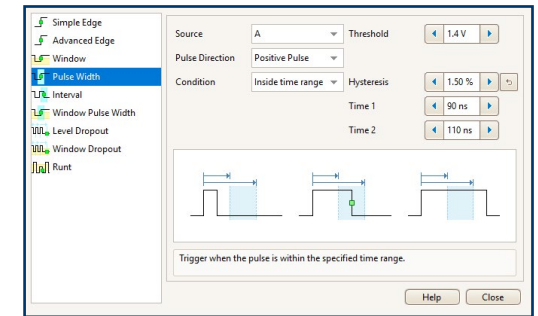 Simple Edge
Advanced Edge
Window
Pulse Width
Interval
Window Pulse Width
Level Dropout
Window Dropout
Runt
Source A Threshold 1.4 V
Pulse Direction Positive Pulse
Condition Inside time range Hysteresis 1.50 %
Time 1 90 ns
Time 2 110 ns
Trigger when the pulse is within the specified time range.
Help Close